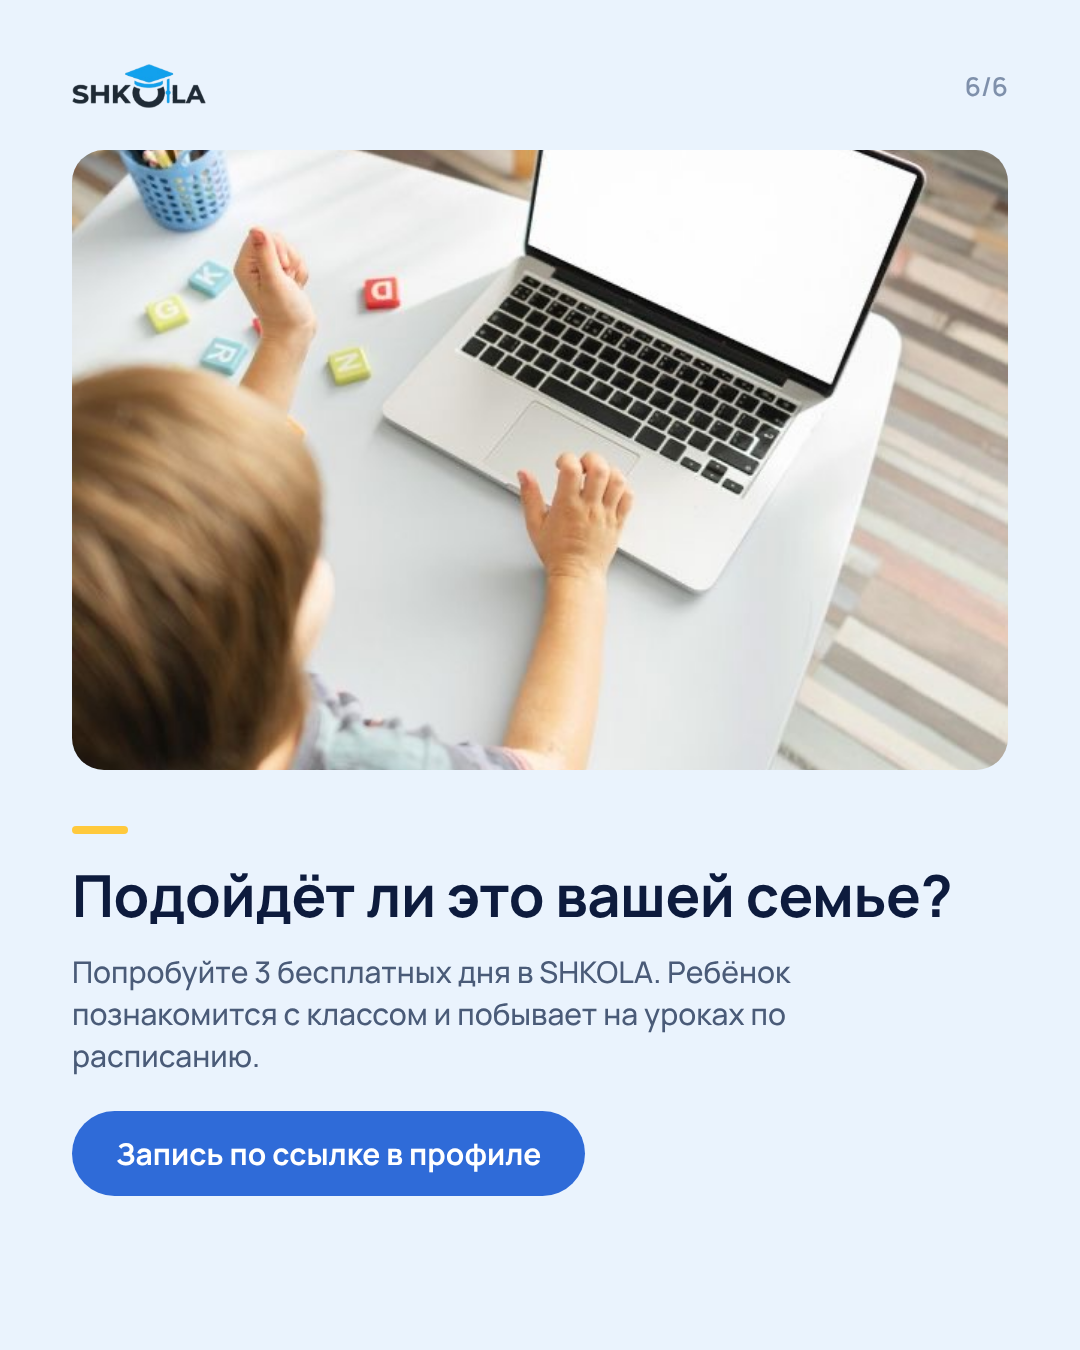 SHKOLA
6/6
K
G
D
R
N
Подойдёт ли это вашей семье?
Попробуйте 3 бесплатных дня в SHKOLA. Ребёнок
познакомится с классом и побывает на уроках по
расписанию.
Запись по ссылке в профиле